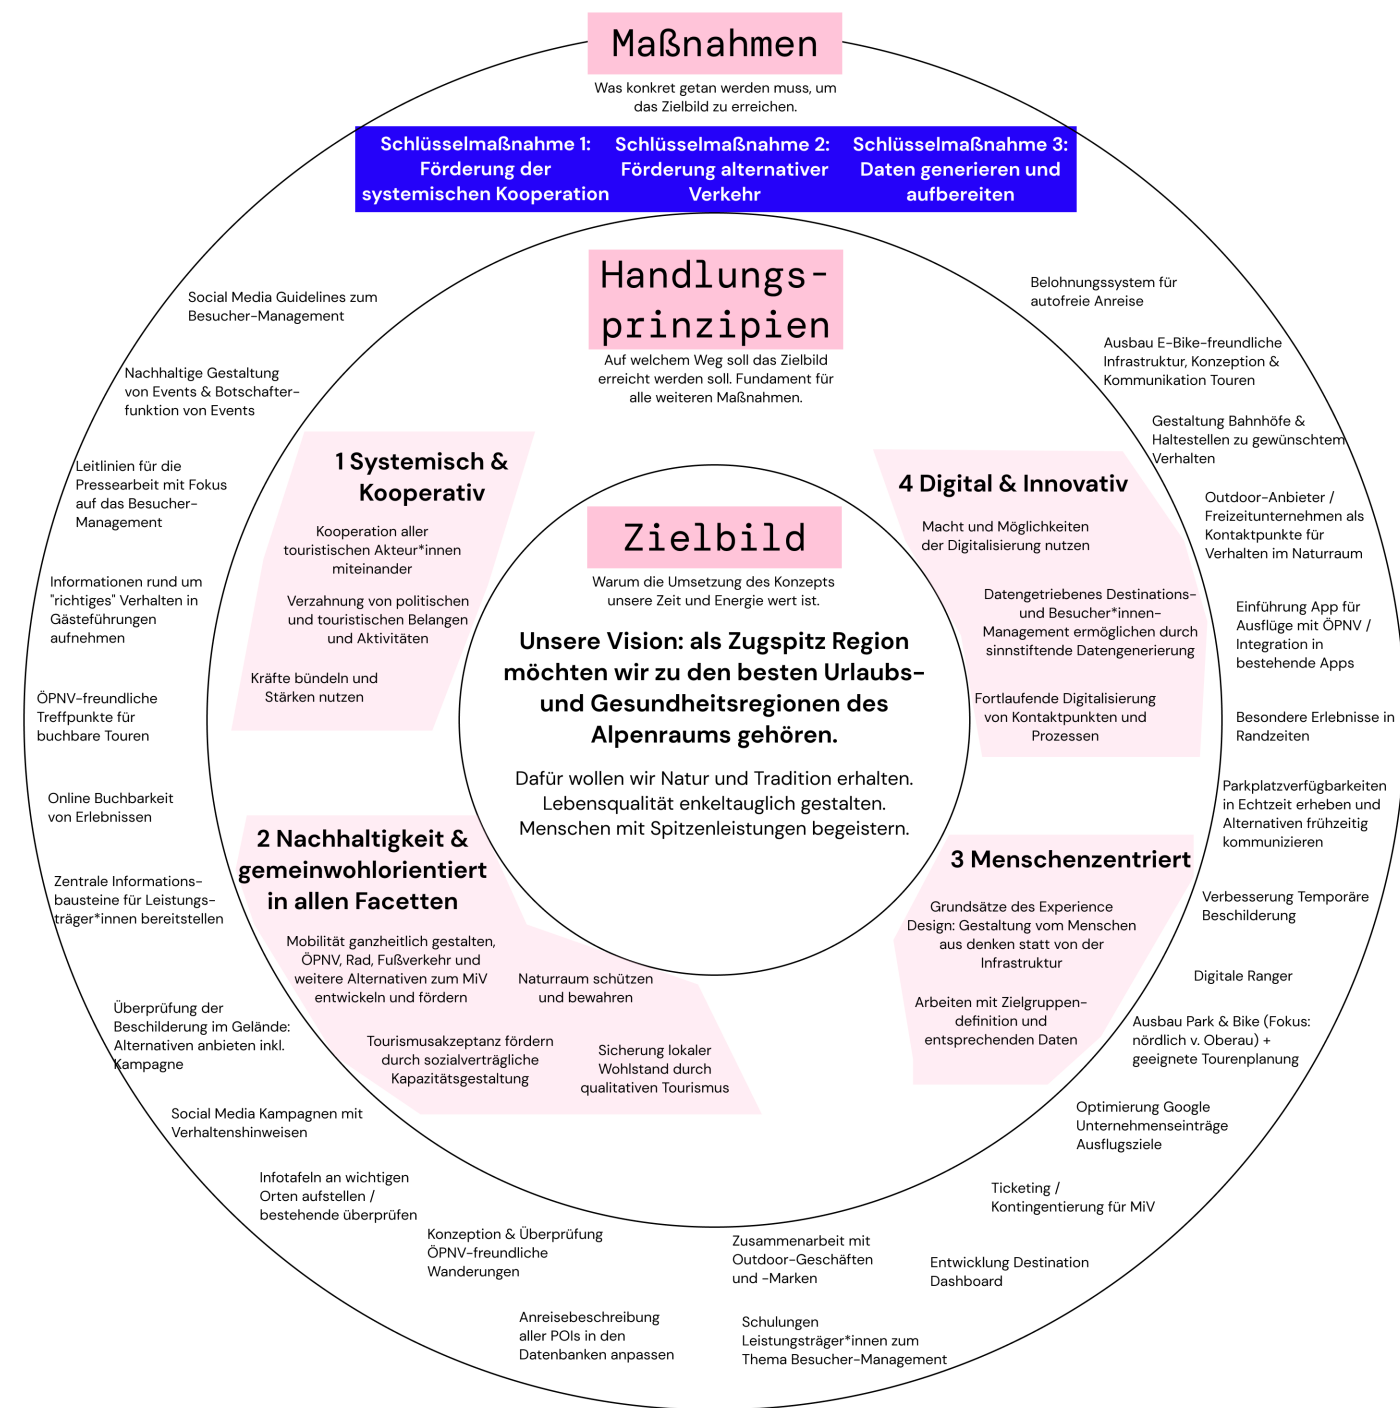 Maßnahmen
Was konkret getan werden muss, um
das Zielbild zu erreichen.
Schlüsselmaßnahme 1:
Förderung der
systemischen Kooperation
Schlüsselmaßnahme 2:
Förderung alternativer
Verkehr
Schlüsselmaßnahme 3:
Daten generieren und
aufbereiten
Handlungs-
prinzipien
Auf welchem Weg soll das Zielbild
erreicht werden soll. Fundament für
alle weiteren Maßnahmen.
1 Systemisch &
Kooperativ
Kooperation aller
touristischen Akteur*innen
miteinander
Verzahnung von politischen
und touristischen Belangen
und Aktivitäten
Kräfte bündeln und
Stärken nutzen
2 Nachhaltigkeit &
gemeinwohlorientiert
in allen Facetten
Mobilität ganzheitlich gestalten,
ÖPNV, Rad, Fußverkehr und
weitere Alternativen zum MiV
entwickeln und fördern
Naturraum schützen
und bewahren
Tourismusakzeptanz fördern
durch sozialverträgliche
Kapazitätsgestaltung
Sicherung lokaler
Wohlstand durch
qualitativen Tourismus
3 Menschenzentriert
Grundsätze des Experience
Design: Gestaltung vom Menschen
aus denken statt von der
Infrastruktur
Arbeiten mit Zielgruppen-
definition und
entsprechenden Daten
4 Digital & Innovativ
Macht und Möglichkeiten
der Digitalisierung nutzen
Datengetriebenes Destinations-
und Besucher*innen-
Management ermöglichen durch
sinnstiftende Datengenerierung
Fortlaufende Digitalisierung
von Kontaktpunkten und
Prozessen
Zielbild
Warum die Umsetzung des Konzepts
unsere Zeit und Energie wert ist.
Unsere Vision: als Zugspitz Region
möchten wir zu den besten Urlaubs-
und Gesundheitsregionen des
Alpenraums gehören.
Dafür wollen wir Natur und Tradition erhalten.
Lebensqualität enkeltauglich gestalten.
Menschen mit Spitzenleistungen begeistern.
Social Media Guidelines zum
Besucher-Management
Nachhaltige Gestaltung
von Events & Botschafter-
funktion von Events
Leitlinien für die
Pressearbeit mit Fokus
auf das Besucher-
Management
Informationen rund um
"richtiges" Verhalten in
Gästeführungen
aufnehmen
ÖPNV-freundliche
Treffpunkte für
buchbare Touren
Online Buchbarkeit
von Erlebnissen
Zentrale Informations-
bausteine für Leistungs-
träger*innen bereitstellen
Überprüfung der
Beschilderung im Gelände:
Alternativen anbieten inkl.
Kampagne
Social Media Kampagnen mit
Verhaltenshinweisen
Infotafeln an wichtigen
Orten aufstellen /
bestehende überprüfen
Konzeption & Überprüfung
ÖPNV-freundliche
Wanderungen
Anreisebeschreibung
aller POIs in den
Datenbanken anpassen
Belohnungssystem für
autofreie Anreise
Ausbau E-Bike-freundliche
Infrastruktur, Konzeption &
Kommunikation Touren
Gestaltung Bahnhöfe &
Haltestellen zu gewünschtem
Verhalten
Outdoor-Anbieter /
Freizeitunternehmen als
Kontaktpunkte für
Verhalten im Naturraum
Einführung App für
Ausflüge mit ÖPNV /
Integration in
bestehende Apps
Besondere Erlebnisse in
Randzeiten
Parkplatzverfügbarkeiten
in Echtzeit erheben und
Alternativen frühzeitig
kommunizieren
Verbesserung Temporäre
Beschilderung
Digitale Ranger
Ausbau Park & Bike (Fokus:
nördlich v. Oberau) +
geeignete Tourenplanung
Optimierung Google
Unternehmenseinträge
Ausflugsziele
Ticketing /
Kontingentierung für MiV
Entwicklung Destination
Dashboard
Zusammenarbeit mit
Outdoor-Geschäften
und -Marken
Schulungen
Leistungsträger*innen zum
Thema Besucher-Management